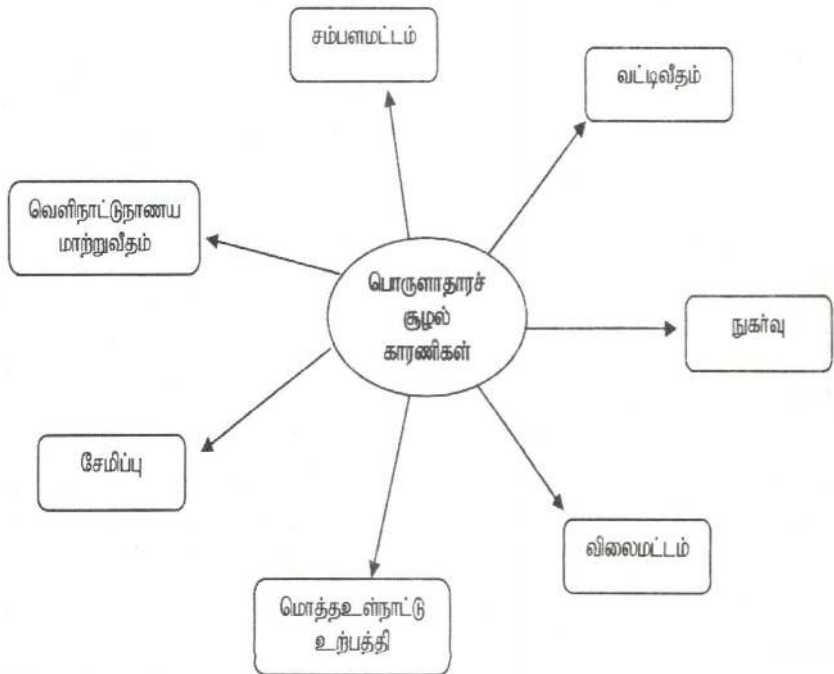 சம்பளமட்டம்
வட்டிவீதம்
வெளிநாட்டுநாணய
மாற்றுவீதம்
பொருளாதாரச்
சூழல்
காரணிகள்
நுகர்வு
சேமிப்பு
விலைமட்டம்
மொத்தஉள்நாட்டு
உற்பத்தி